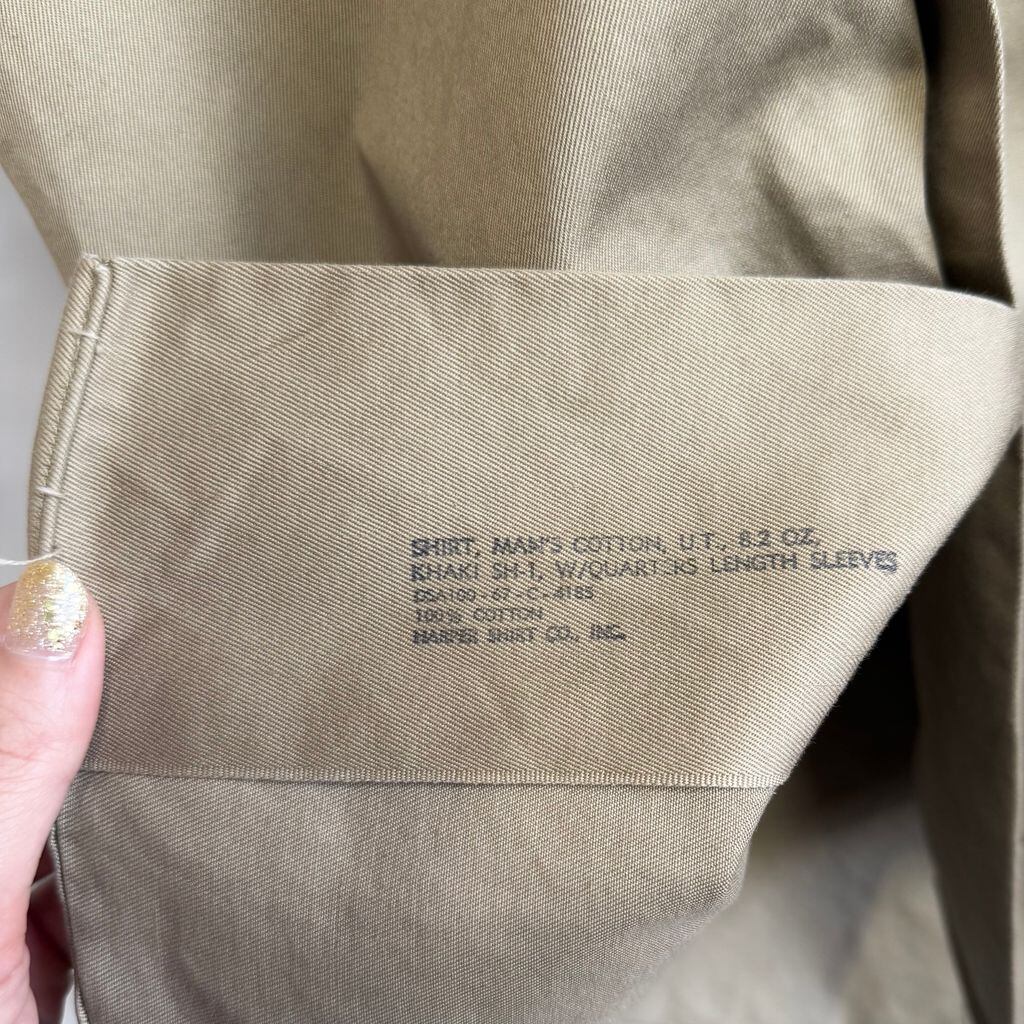 SHIRT, MAN'S COTTON, U.T., 8.2 OZ,
KHAKI SH-1, W/QUARTERS LENGTH SLEEVES
DSA100-67-C-4185
100% COTTON
HARPER SHIRT CO., INC.